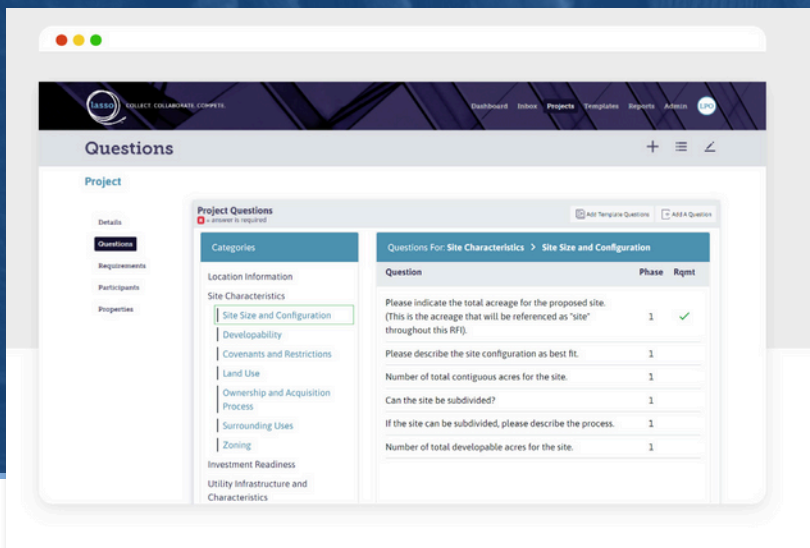 lasso COLLECT. COLLABORATE. COMPETE.
Dashboard Inbox Projects Templates Reports Admin LPO
Questions
Project
Details
Questions
Requirements
Participants
Properties
Project Questions
= answer is required
Add Template Questions
Add A Question
Categories
Location Information
Site Characteristics
Site Size and Configuration
Developability
Covenants and Restrictions
Land Use
Ownership and Acquisition
Process
Surrounding Uses
Zoning
Investment Readiness
Utility Infrastructure and
Characteristics
Questions For: Site Characteristics > Site Size and Configuration
Question Phase Rqmt
Please indicate the total acreage for the proposed site.
(This is the acreage that will be referenced as "site" 1
throughout this RFI).
Please describe the site configuration as best fit. 1
Number of total contiguous acres for the site. 1
Can the site be subdivided? 1
If the site can be subdivided, please describe the process. 1
Number of total developable acres for the site. 1